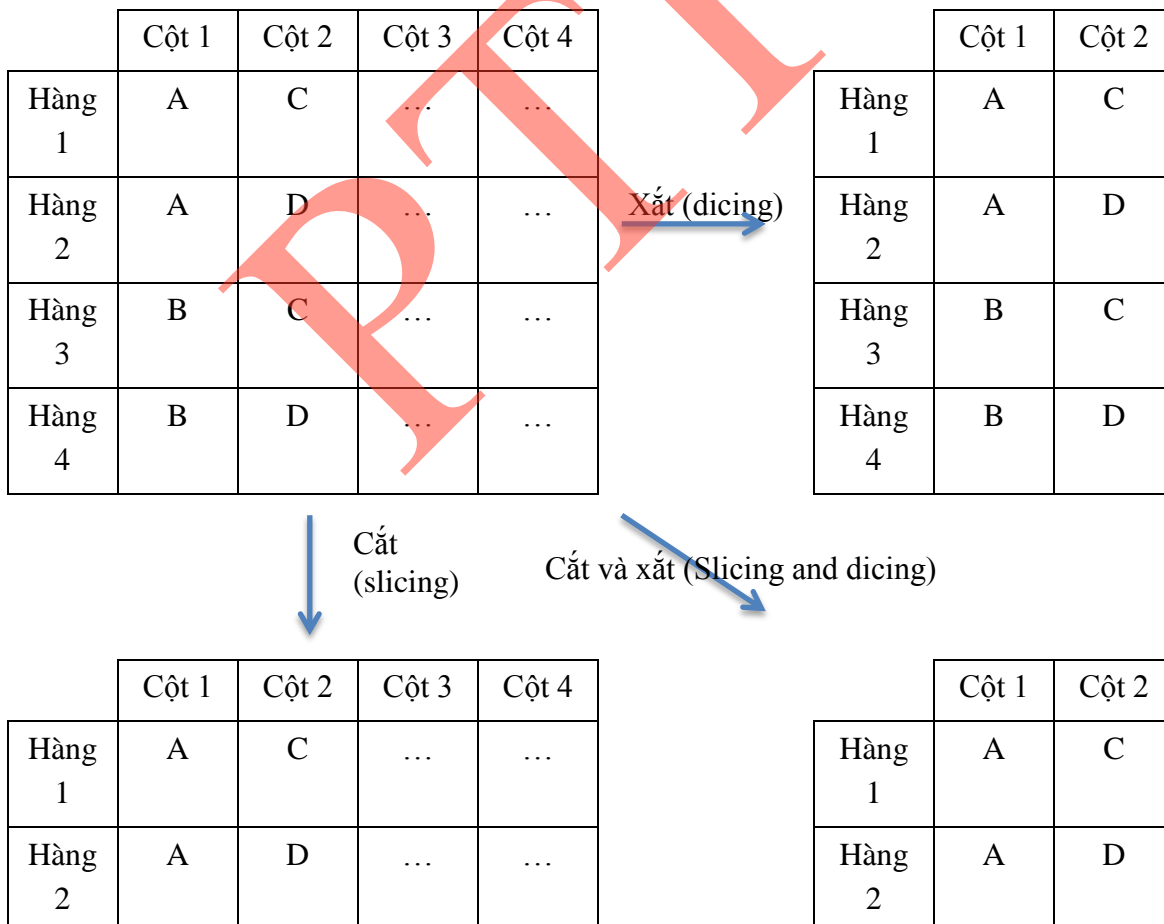 Cột 1 Cột 2 Cột 3 Cột 4
Hàng 1 A C … …
Hàng 2 A D … …
Hàng 3 B C … …
Hàng 4 B D … …
Xắt (dicing)
Cột 1 Cột 2
Hàng 1 A C
Hàng 2 A D
Hàng 3 B C
Hàng 4 B D
Cắt
(slicing)
Cắt và xắt (Slicing and dicing)
Cột 1 Cột 2 Cột 3 Cột 4
Hàng 1 A C … …
Hàng 2 A D … …
Cột 1 Cột 2
Hàng 1 A C
Hàng 2 A D